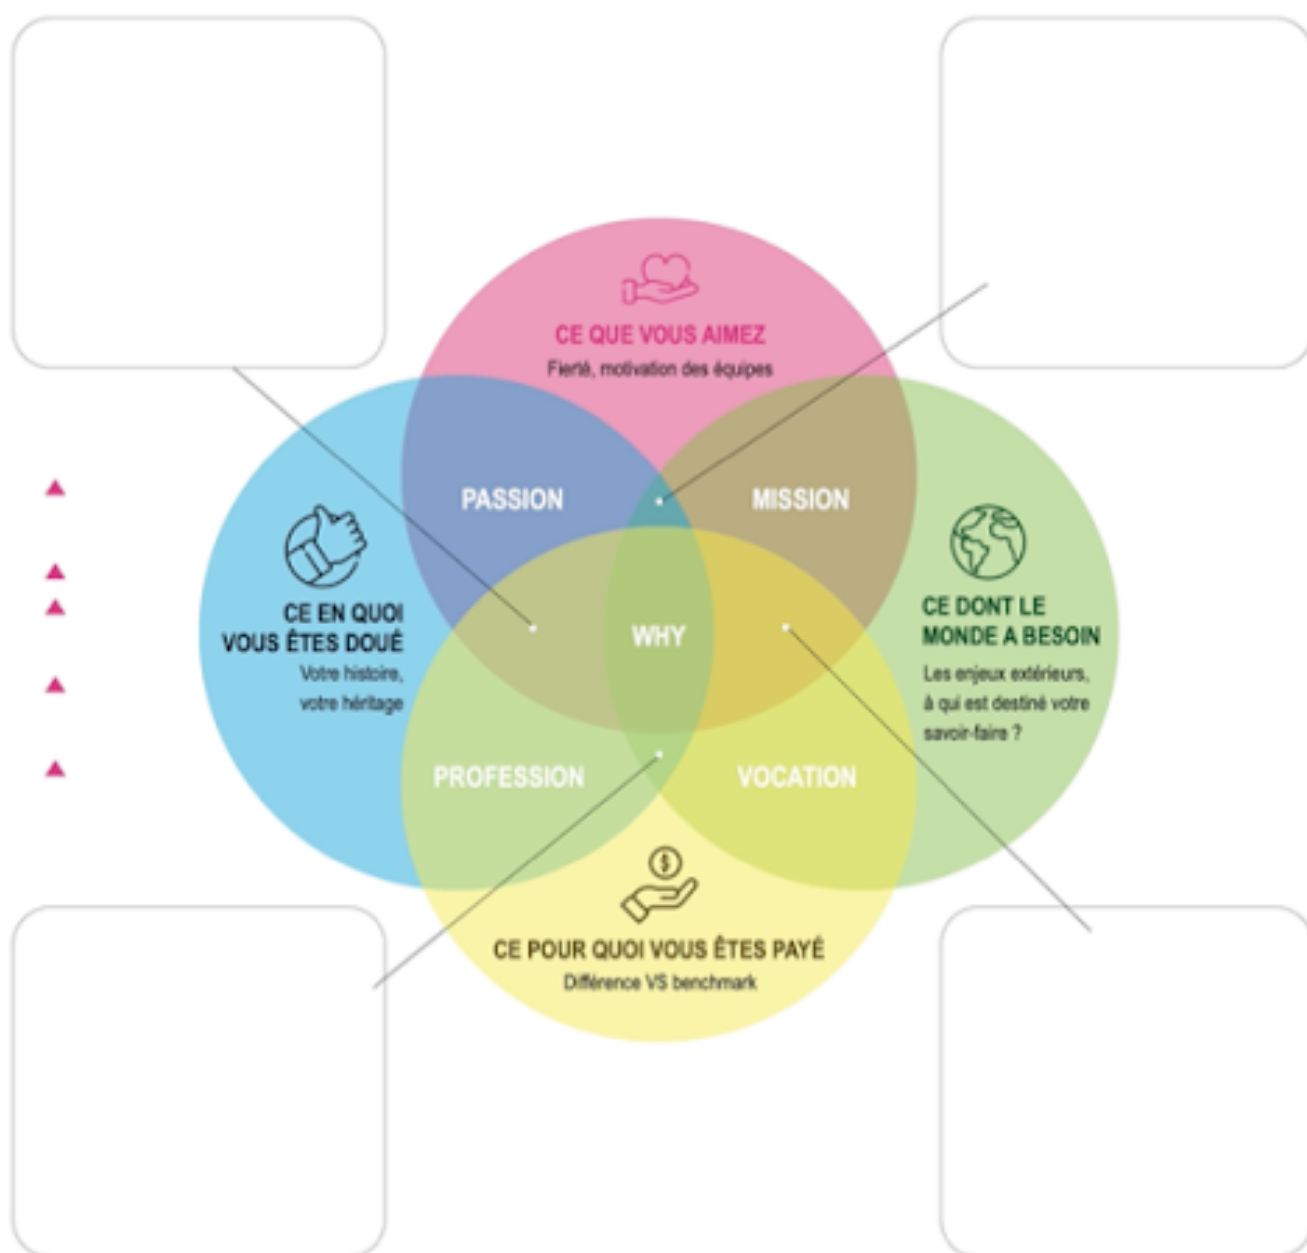 CE QUE VOUS AIMEZ
Fierté, motivation des équipes
PASSION
MISSION
CE EN QUOI
VOUS ÊTES DOUÉ
Votre histoire,
votre héritage
WHY
CE DONT LE
MONDE A BESOIN
Les enjeux extérieurs,
à qui est destiné votre
savoir-faire ?
PROFESSION
VOCATION
$
CE POUR QUOI VOUS ÊTES PAYÉ
Différence VS benchmark